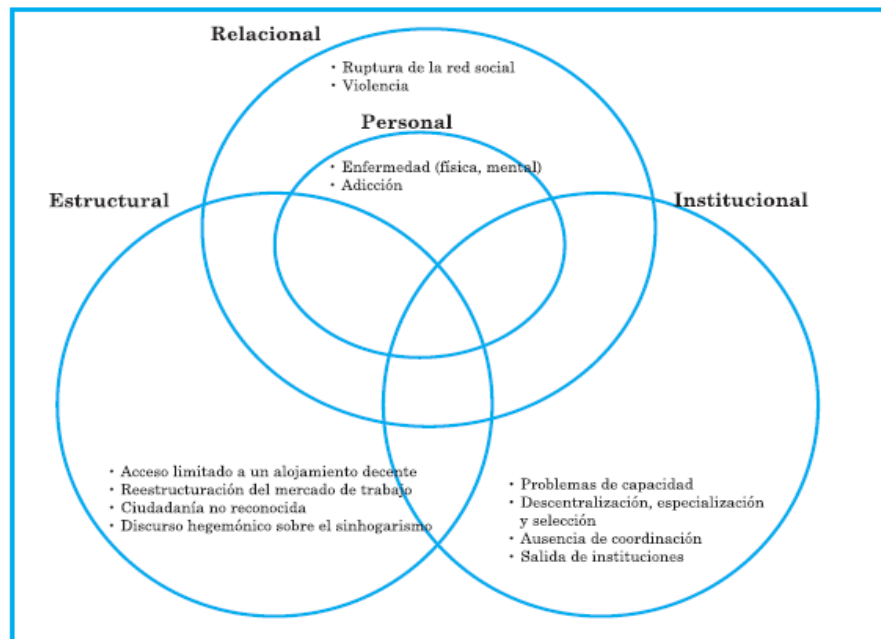 Relacional
• Ruptura de la red social
• Violencia
Personal
• Enfermedad (física, mental)
• Adicción
Estructural
Institucional
• Acceso limitado a un alojamiento decente
• Reestructuración del mercado de trabajo
• Ciudadanía no reconocida
• Discurso hegemónico sobre el sinhogarismo
• Problemas de capacidad
• Descentralización, especialización
y selección
• Ausencia de coordinación
• Salida de instituciones